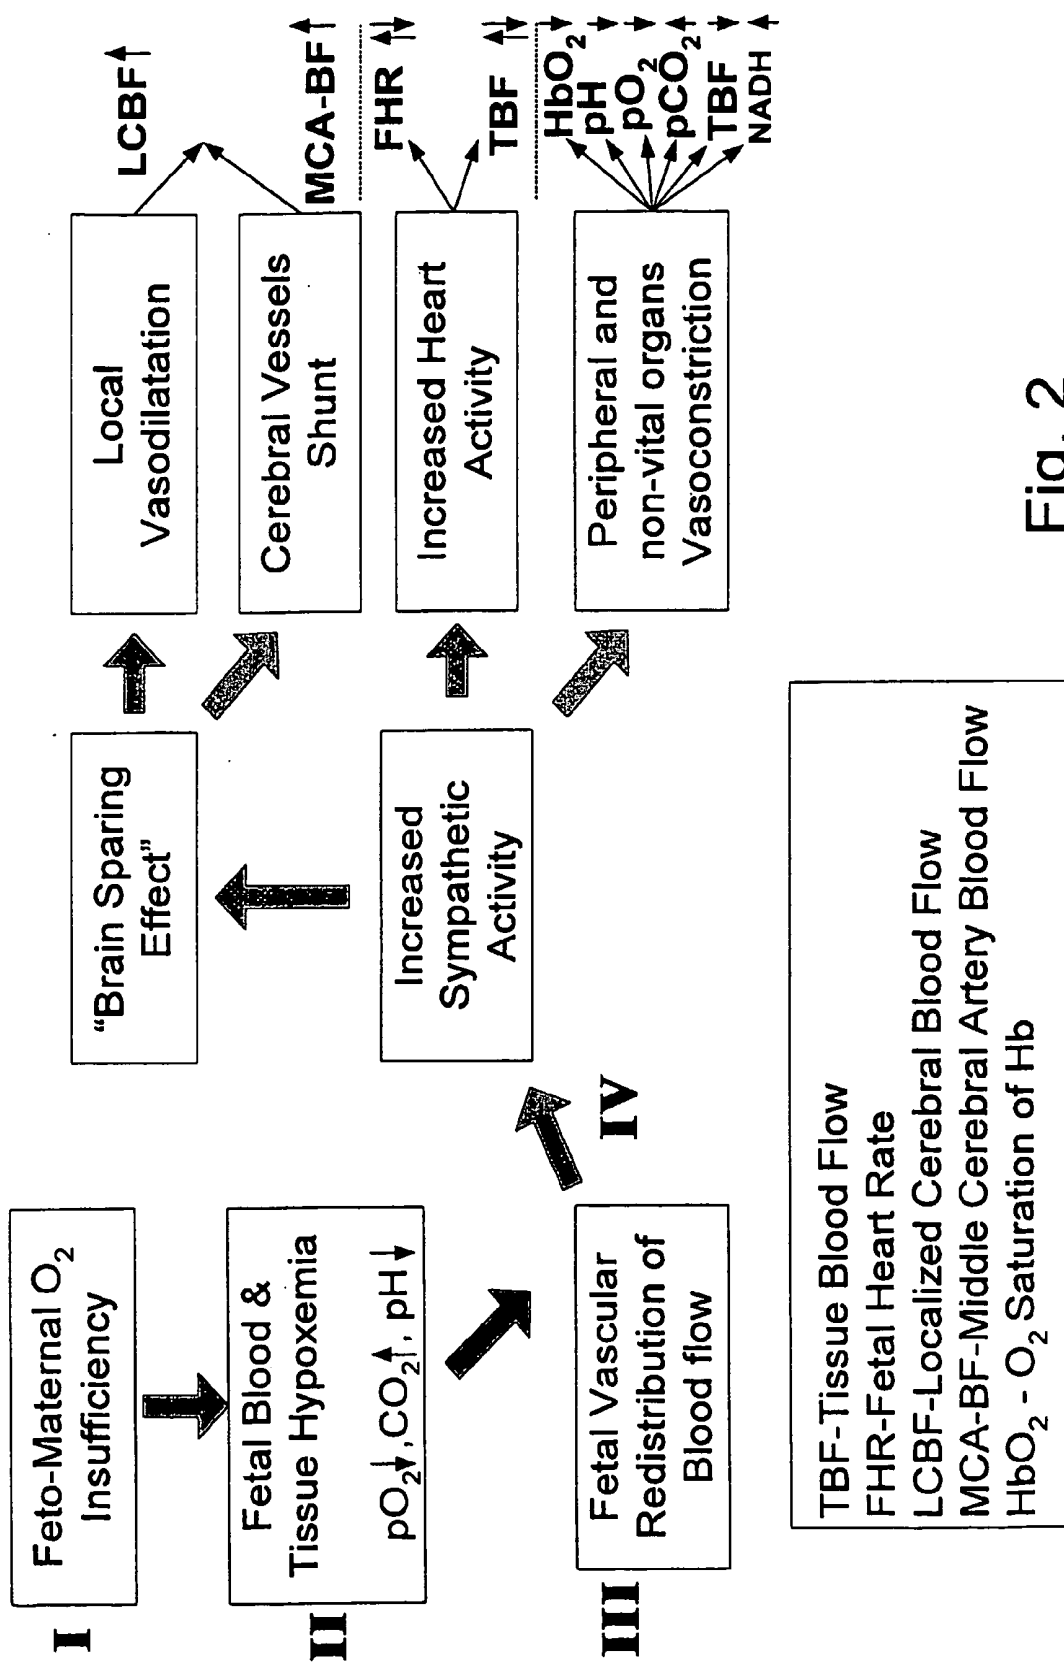 I
Feto-Maternal O₂
Insufficiency
II
Fetal Blood &
Tissue Hypoxemia
pO₂↓, CO₂↑, pH↓
III
Fetal Vascular
Redistribution of
Blood flow
IV
Increased
Sympathetic
Activity
“Brain Sparing
Effect”
Local
Vasodilatation
Cerebral Vessels
Shunt
Increased Heart
Activity
Peripheral and
non-vital organs
Vasoconstriction
LCBF↑
MCA-BF↑
FHR↑↓
TBF↑↓
HbO₂↓
pH↓
pO₂↓
pCO₂↑
TBF↓
NADH↑
TBF-Tissue Blood Flow
FHR-Fetal Heart Rate
LCBF-Localized Cerebral Blood Flow
MCA-BF-Middle Cerebral Artery Blood Flow
HbO₂ - O₂ Saturation of Hb
Fig. 2